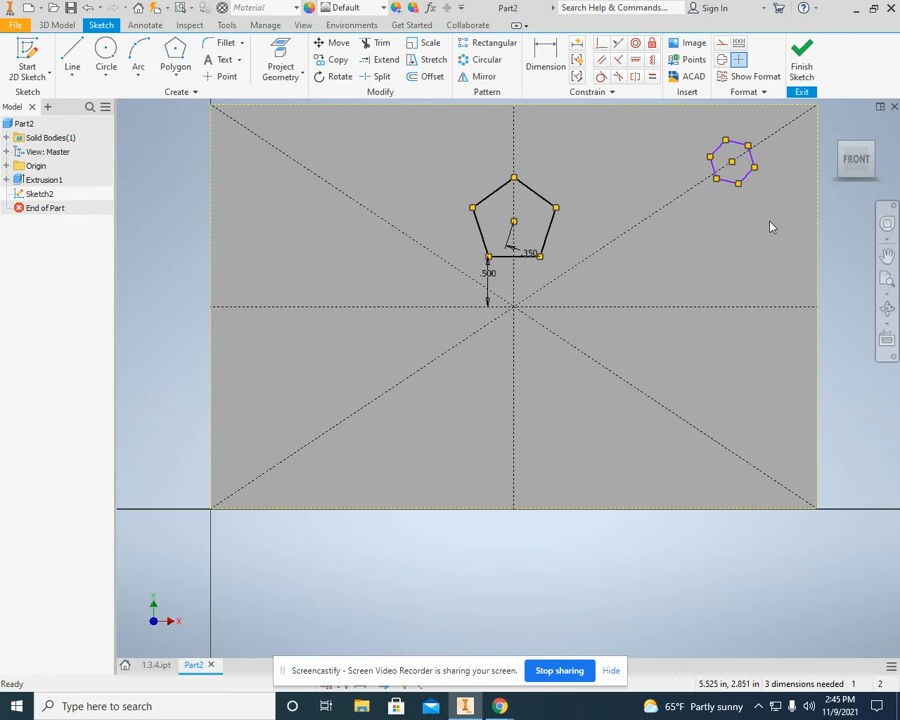 Material
Default
Part2
Search Help & Commands...
Sign In
File
3D Model
Sketch
Annotate
Inspect
Tools
Manage
View
Environments
Get Started
Collaborate
Start
2D Sketch
Line
Circle
Arc
Polygon
Fillet
Text
Point
Project
Geometry
Move
Copy
Rotate
Trim
Extend
Split
Scale
Stretch
Offset
Rectangular
Circular
Mirror
Dimension
Image
Points
ACAD
Show Format
Finish
Sketch
Sketch
Create
Modify
Pattern
Constrain
Insert
Format
Exit
Model
Part2
Solid Bodies(1)
View: Master
Origin
Extrusion1
Sketch2
End of Part
FRONT
.350
.500
Y
X
1.3.4.ipt
Part2
Screencastify - Screen Video Recorder is sharing your screen.
Stop sharing
Hide
Ready
5.525 in, 2.851 in
3 dimensions needed
1
2
Type here to search
65°F Partly sunny
2:45 PM
11/9/2021